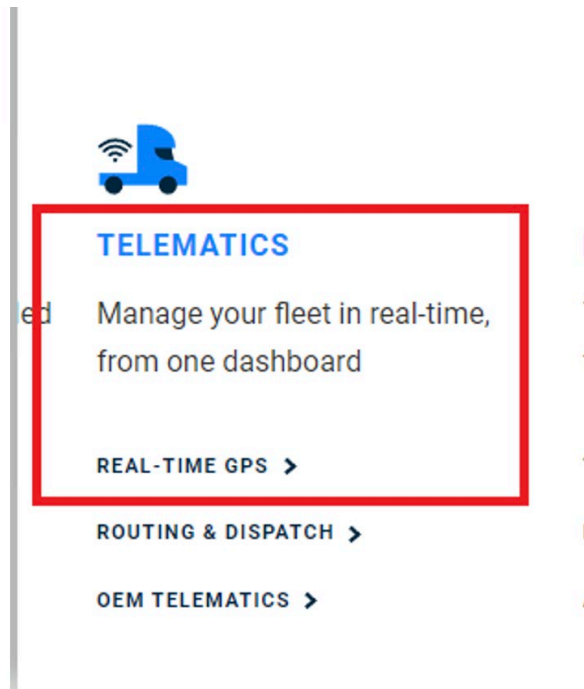 TELEMATICS
Manage your fleet in real-time,
from one dashboard
REAL-TIME GPS
ROUTING & DISPATCH
OEM TELEMATICS